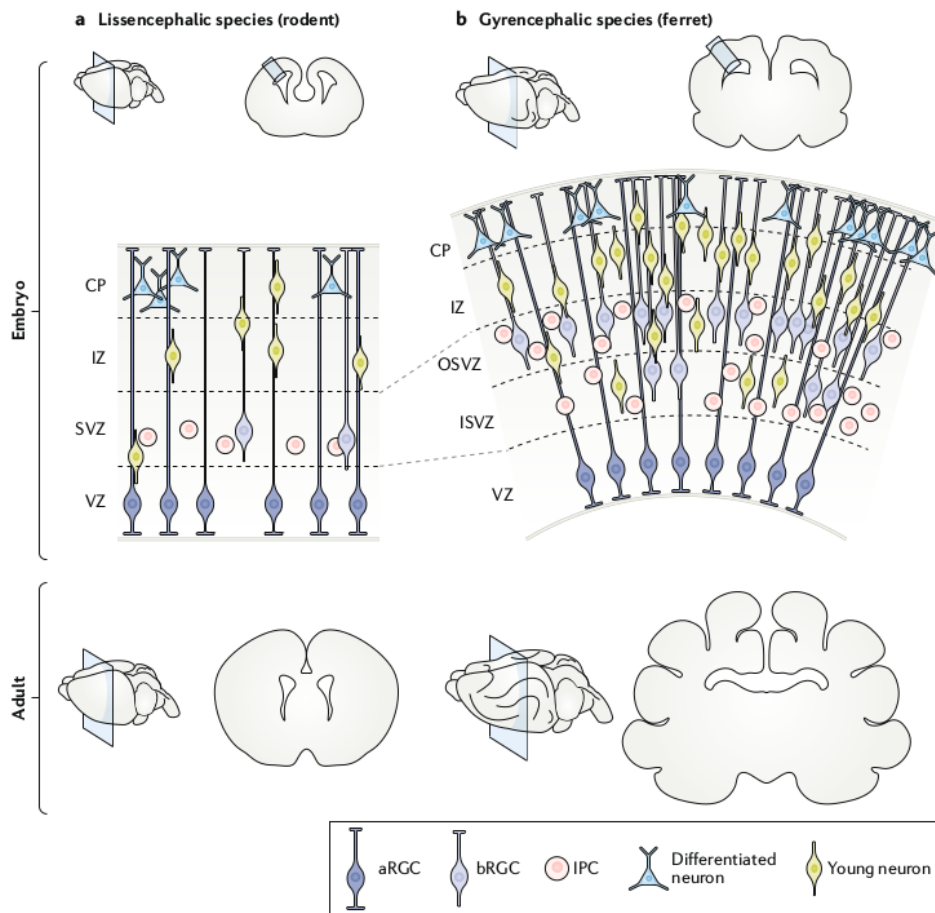 a Lissencephalic species (rodent)
b Gyrencephalic species (ferret)
Embryo
CP
IZ
SVZ
VZ
CP
IZ
OSVZ
ISVZ
VZ
Adult
aRGC
bRGC
IPC
Differentiated
neuron
Young neuron